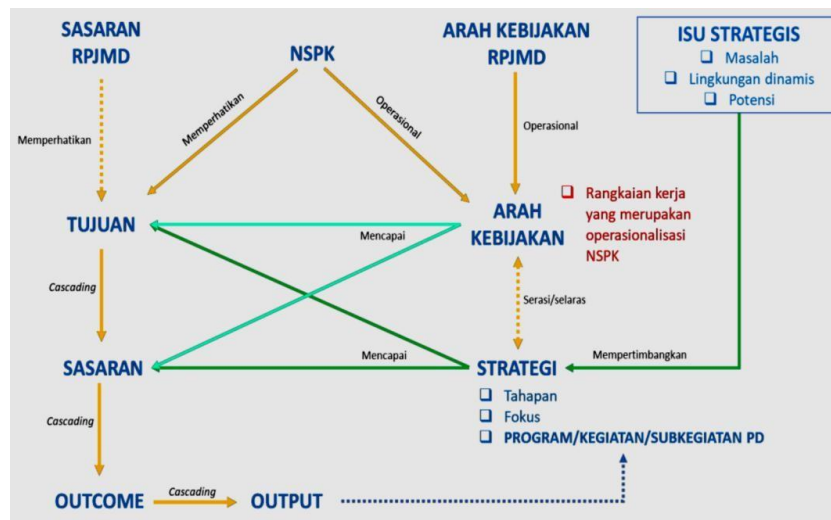 SASARAN
RPJMD
NSPK
ARAH KEBIJAKAN
RPJMD
ISU STRATEGIS
Masalah
Lingkungan dinamis
Potensi
Memperhatikan
Memperhatikan
Operasional
Operasional
TUJUAN
Mencapai
ARAH
KEBIJAKAN
Rangkaian kerja
yang merupakan
operasionalisasi
NSPK
Cascading
Serasi/selaras
SASARAN
Mencapai
STRATEGI
Mempertimbangkan
Tahapan
Fokus
PROGRAM/KEGIATAN/SUBKEGIATAN PD
Cascading
OUTCOME
Cascading
OUTPUT